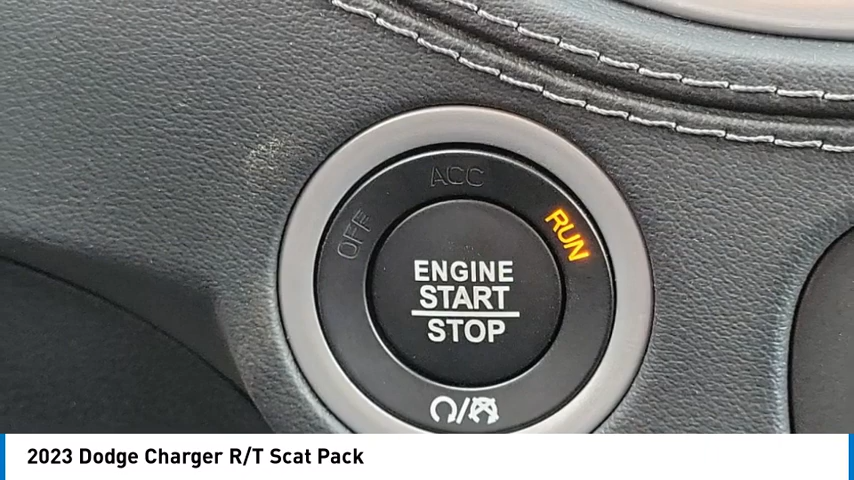 ACC
OFF
RUN
ENGINE
START
STOP
2023 Dodge Charger R/T Scat Pack